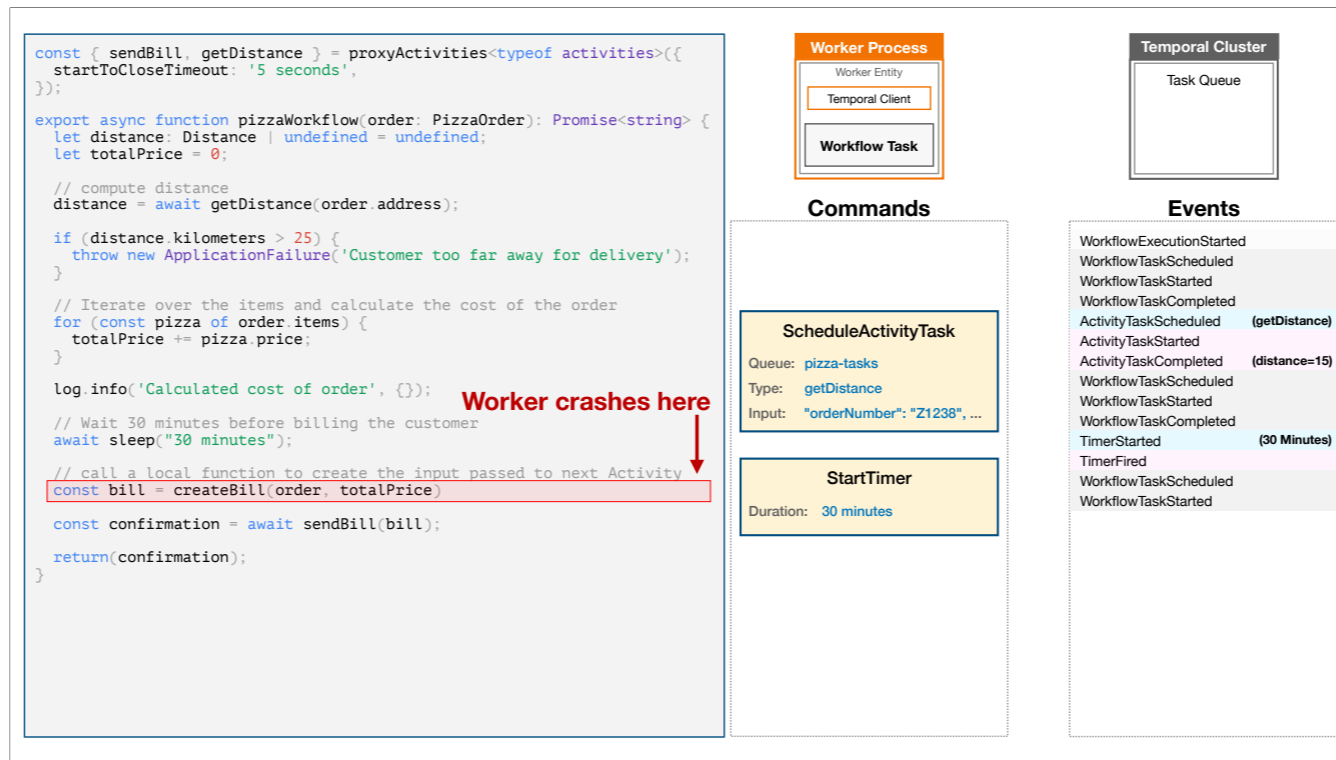 const { sendBill, getDistance } = proxyActivities<typeof activities>({
  startToCloseTimeout: '5 seconds',
});
export async function pizzaWorkflow(order: PizzaOrder): Promise<string> {
  let distance: Distance | undefined = undefined;
  let totalPrice = 0;
  // compute distance
  distance = await getDistance(order.address);
  if (distance.kilometers > 25) {
    throw new ApplicationFailure('Customer too far away for delivery');
  }
  // Iterate over the items and calculate the cost of the order
  for (const pizza of order.items) {
    totalPrice += pizza.price;
  }
  log.info('Calculated cost of order', {});
Worker crashes here
  // Wait 30 minutes before billing the customer
  await sleep("30 minutes");
  // call a local function to create the input passed to next Activity
  const bill = createBill(order, totalPrice)
  const confirmation = await sendBill(bill);
  return(confirmation);
}
Worker Process
Worker Entity
Temporal Client
Workflow Task
Commands
ScheduleActivityTask
Queue: pizza-tasks
Type: getDistance
Input: "orderNumber": "Z1238", ...
StartTimer
Duration: 30 minutes
Temporal Cluster
Task Queue
Events
WorkflowExecutionStarted
WorkflowTaskScheduled
WorkflowTaskStarted
WorkflowTaskCompleted
ActivityTaskScheduled (getDistance)
ActivityTaskStarted
ActivityTaskCompleted (distance=15)
WorkflowTaskScheduled
WorkflowTaskStarted
WorkflowTaskCompleted
TimerStarted (30 Minutes)
TimerFired
WorkflowTaskScheduled
WorkflowTaskStarted